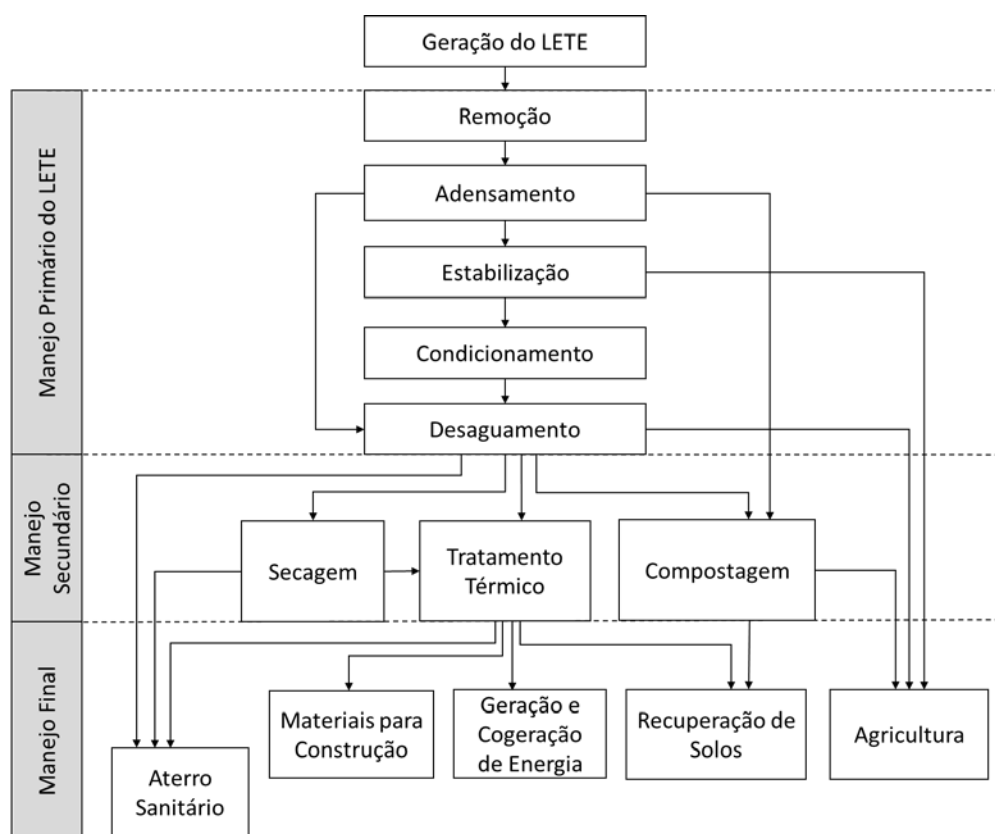 Geração do LETE
Manejo Primário do LETE
Remoção
Adensamento
Estabilização
Condicionamento
Desaguamento
Manejo
Secundário
Secagem
Tratamento
Térmico
Compostagem
Manejo Final
Materiais para
Construção
Geração e
Cogeração
de Energia
Recuperação de
Solos
Agricultura
Aterro
Sanitário